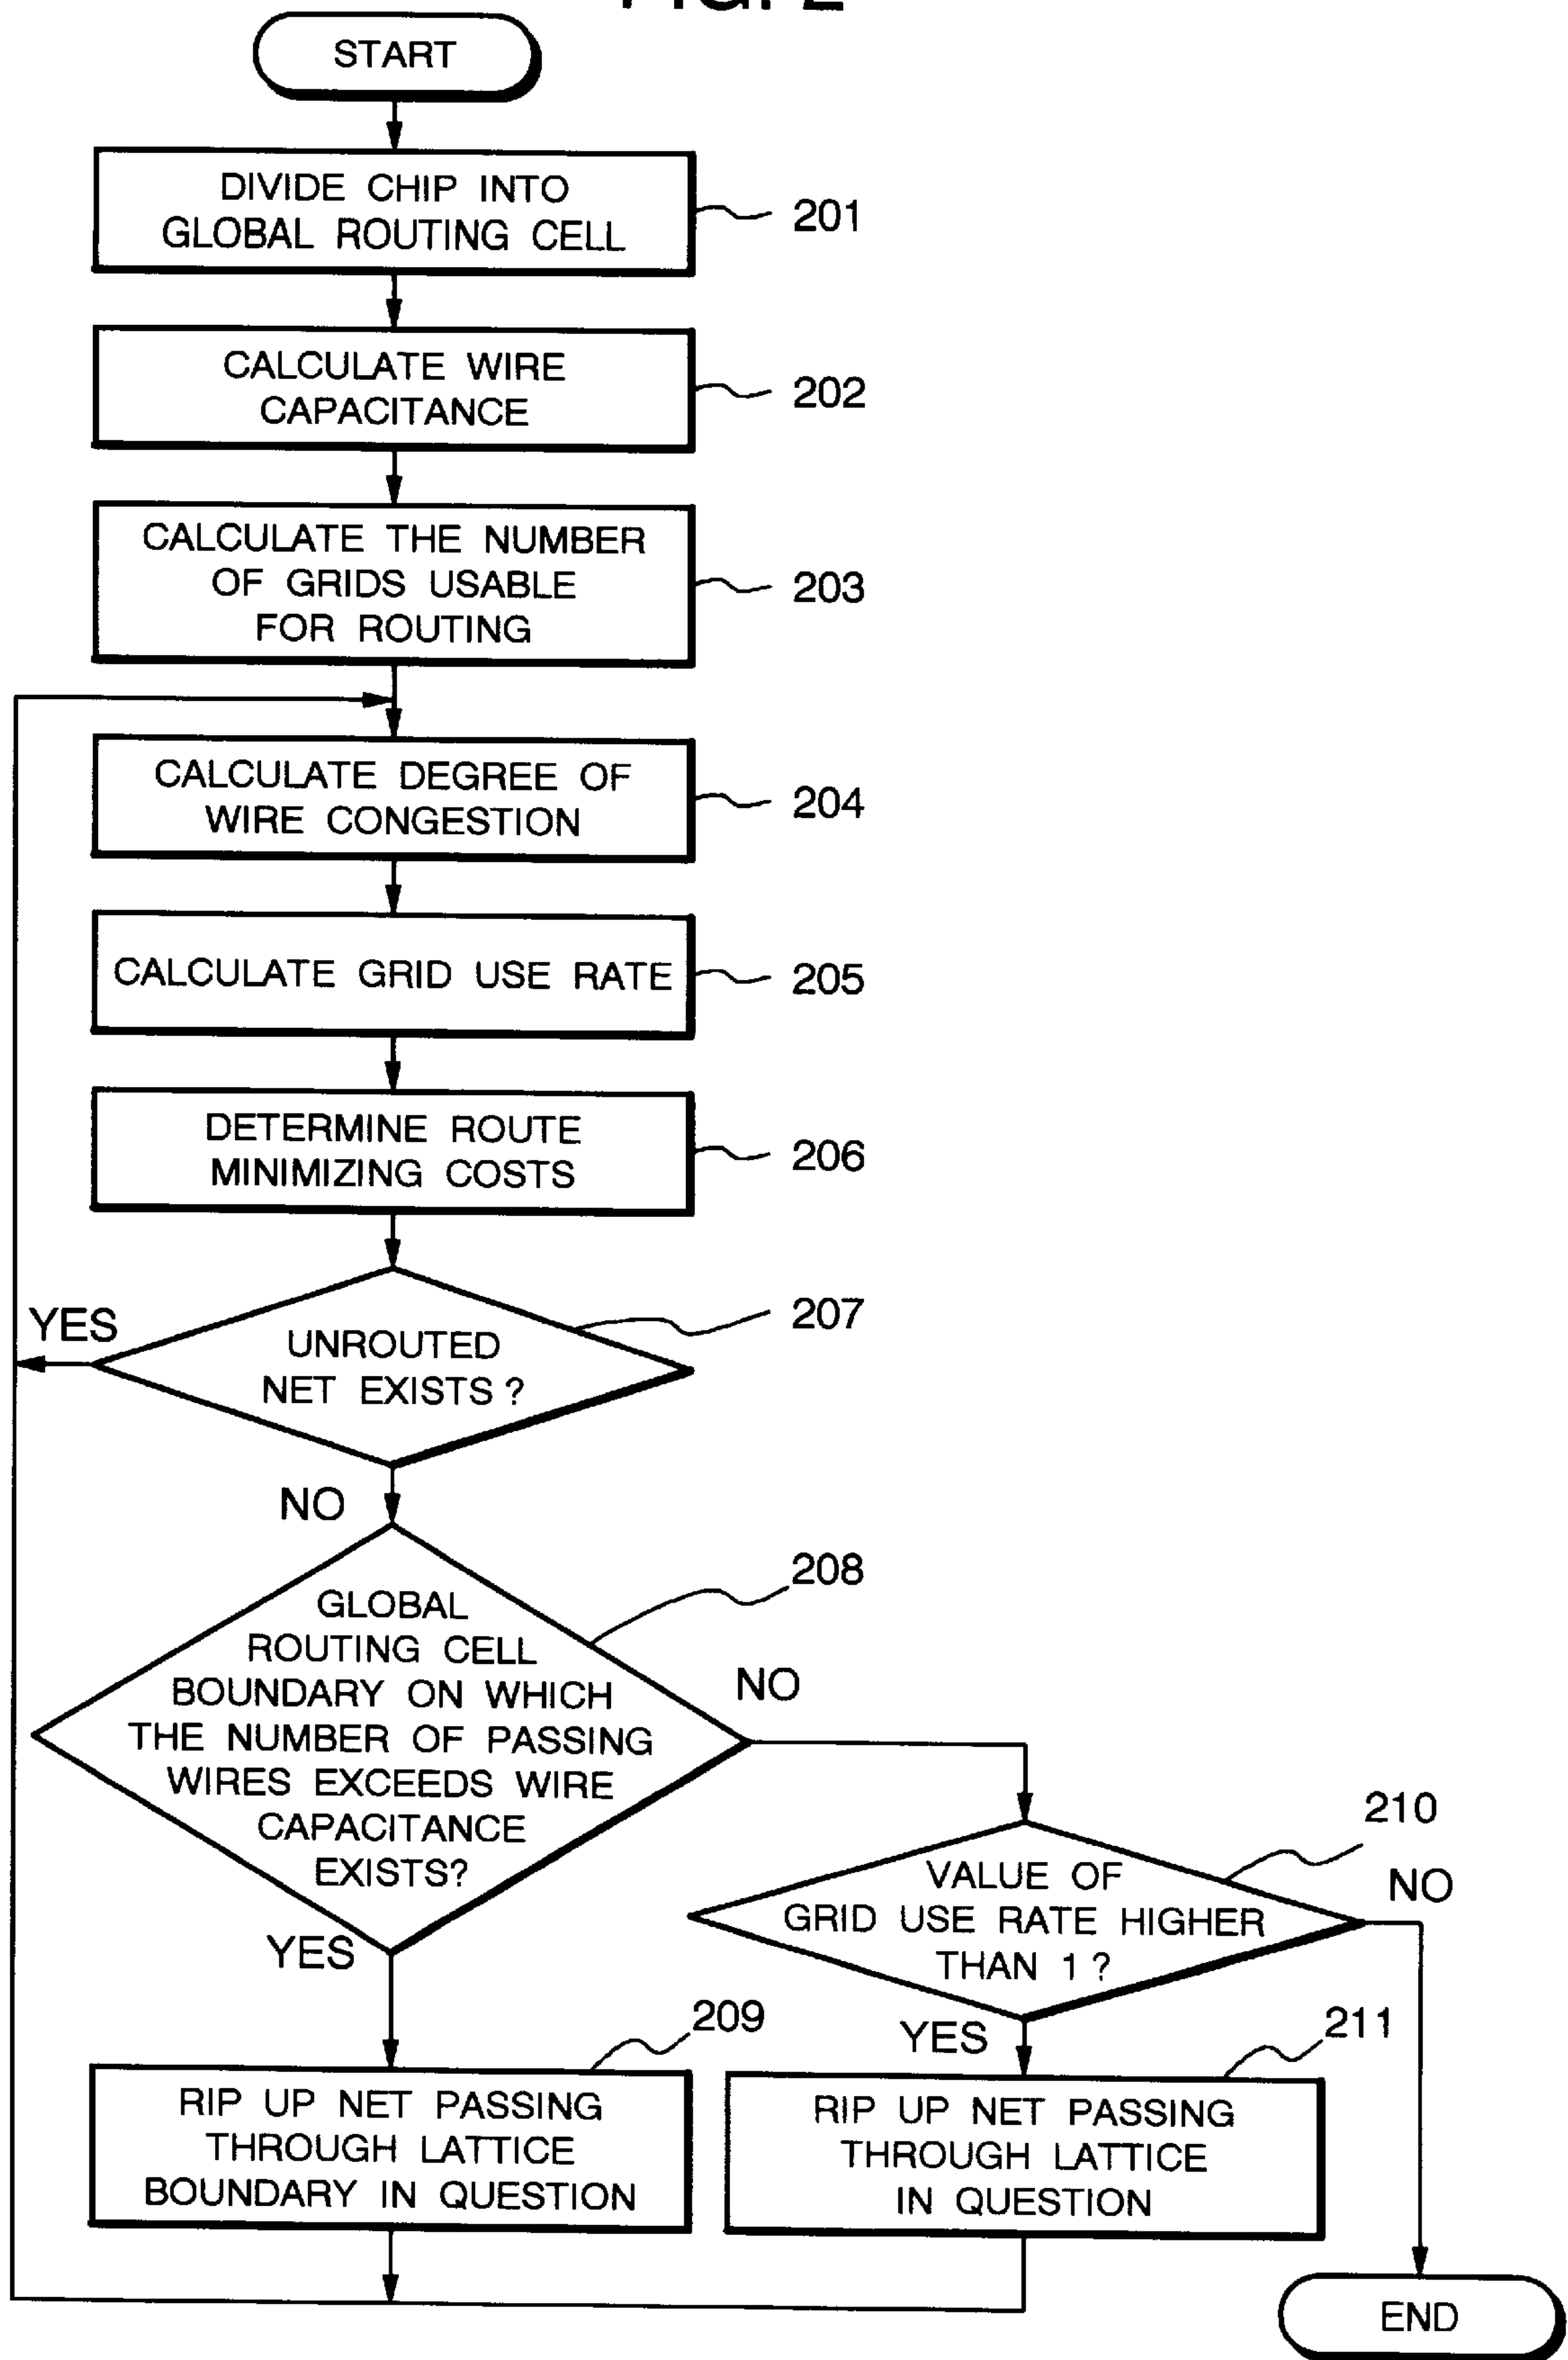 START
DIVIDE CHIP INTO
GLOBAL ROUTING CELL
201
CALCULATE WIRE
CAPACITANCE
202
CALCULATE THE NUMBER
OF GRIDS USABLE
FOR ROUTING
203
CALCULATE DEGREE OF
WIRE CONGESTION
204
CALCULATE GRID USE RATE
205
DETERMINE ROUTE
MINIMIZING COSTS
206
207
YES
UNROUTED
NET EXISTS?
NO
208
GLOBAL
ROUTING CELL
BOUNDARY ON WHICH
THE NUMBER OF PASSING
WIRES EXCEEDS WIRE
CAPACITANCE
EXISTS?
NO
YES
210
VALUE OF
GRID USE RATE HIGHER
THAN 1?
NO
YES
209
RIP UP NET PASSING
THROUGH LATTICE
BOUNDARY IN QUESTION
211
RIP UP NET PASSING
THROUGH LATTICE
IN QUESTION
END